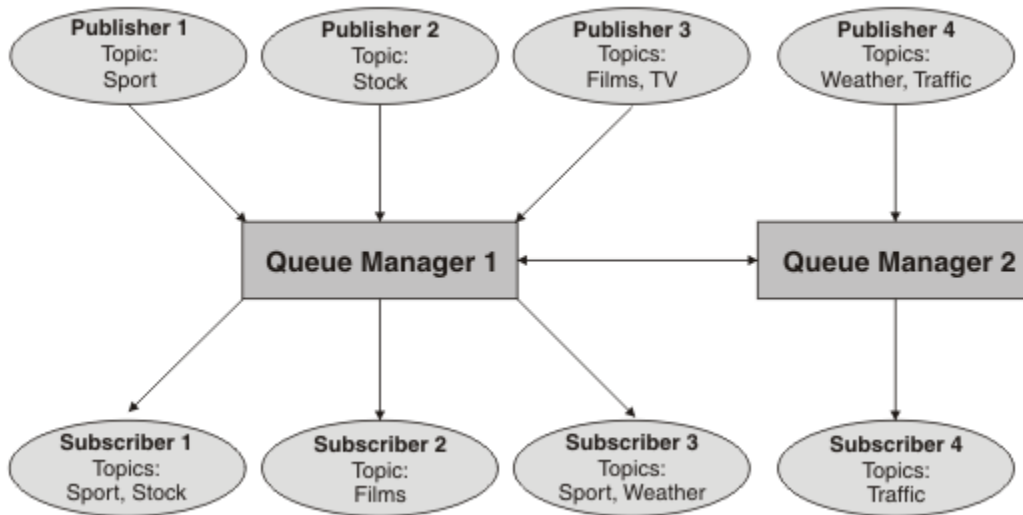 Publisher 1
Topic:
Sport
Publisher 2
Topic:
Stock
Publisher 3
Topics:
Films, TV
Publisher 4
Topics:
Weather, Traffic
Queue Manager 1
Queue Manager 2
Subscriber 1
Topics:
Sport, Stock
Subscriber 2
Topic:
Films
Subscriber 3
Topics:
Sport, Weather
Subscriber 4
Topics:
Traffic